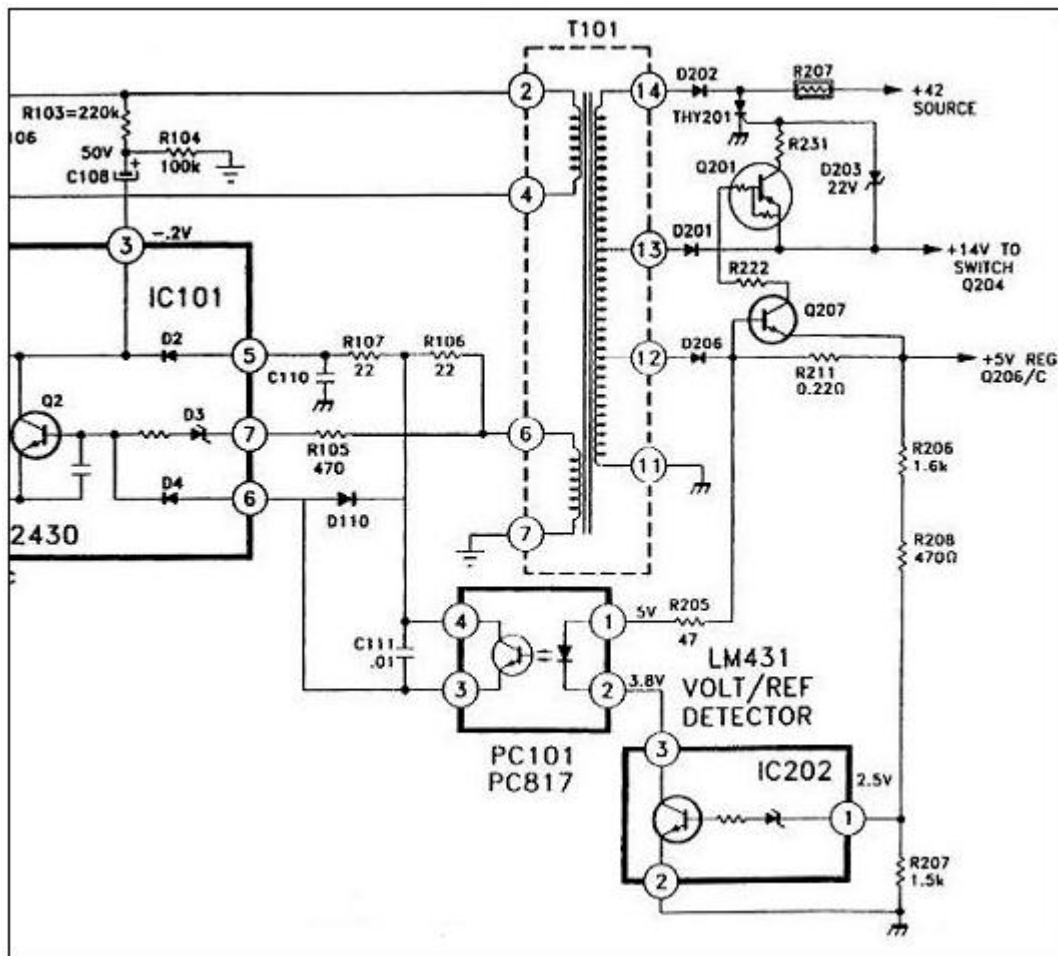 T101
2
14
D202
R207
+42
SOURCE
R103=220k
106
R104
100k
50V
+
C108
THY201
R231
Q201
D203
22V
4
3
-.2V
13
D201
+14V TO
SWITCH
Q204
IC101
R222
Q207
D2
5
R107
22
R106
22
12
D206
R211
0.22Ω
+5V REG
Q206/C
C110
Q2
D3
7
R105
470
6
11
R206
1.6k
D4
6
D110
7
2430
C
R208
470Ω
4
1
5V
R205
47
C111
.01
3
2
3.8V
LM431
VOLT/REF
DETECTOR
PC101
PC817
3
IC202
2.5V
1
2
R207
1.5k